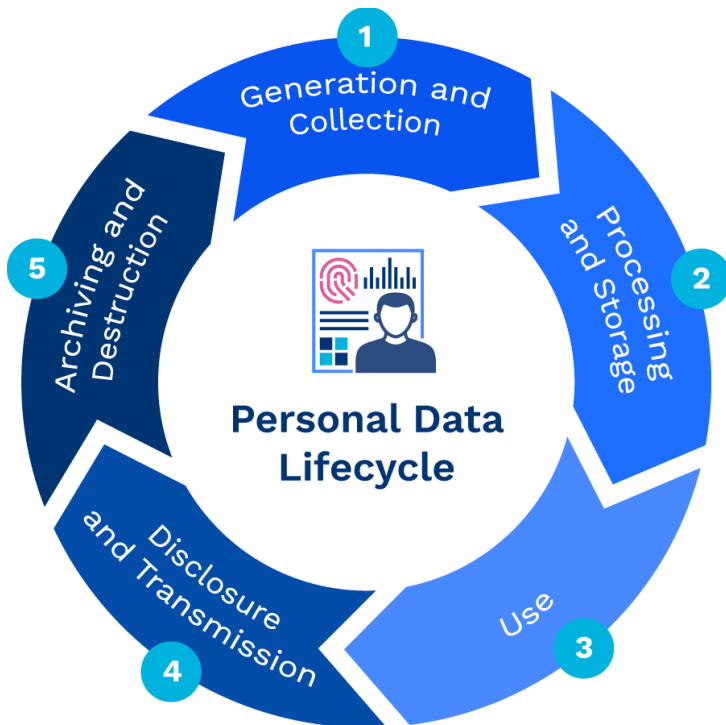 1
Generation and
Collection
2
Processing
and Storage
3
Use
4
Disclosure
and Transmission
5
Archiving and
Destruction
Personal Data
Lifecycle